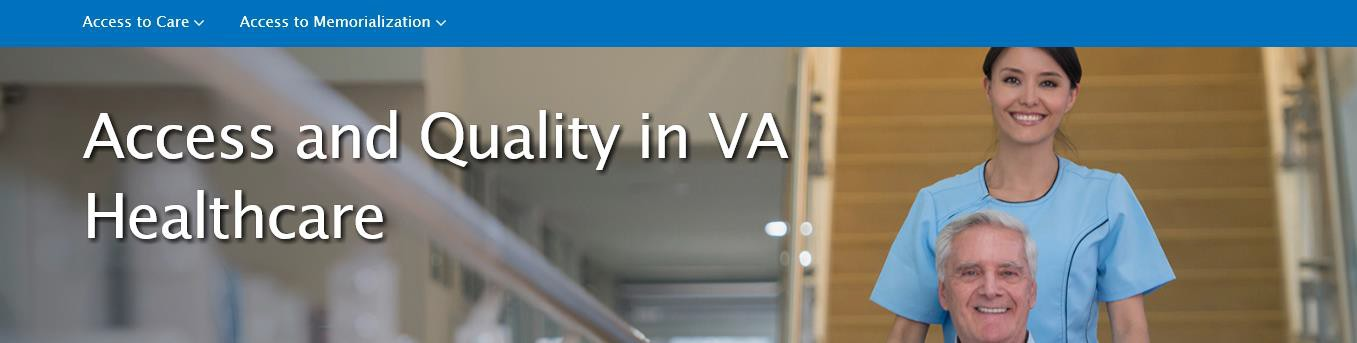 Access to Care
Access to Memorialization
Access and Quality in VA
Healthcare